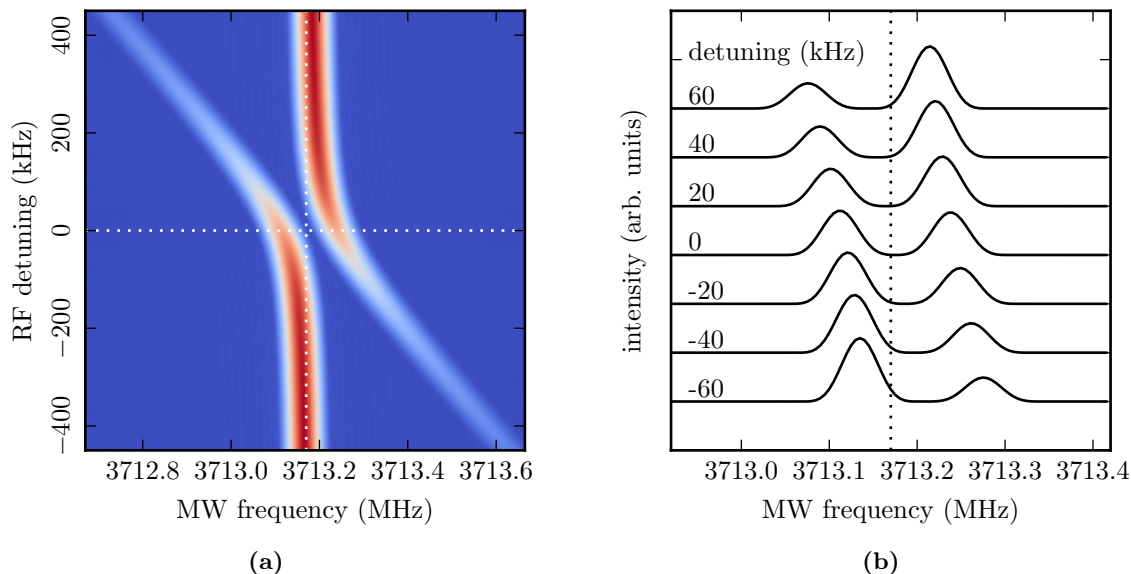 400
200
0
−200
−400
RF detuning (kHz)
3712.8 3713.0 3713.2 3713.4 3713.6
MW frequency (MHz)
(a)
detuning (kHz)
60
40
20
0
-20
-40
-60
intensity (arb. units)
3713.0 3713.1 3713.2 3713.3 3713.4
MW frequency (MHz)
(b)